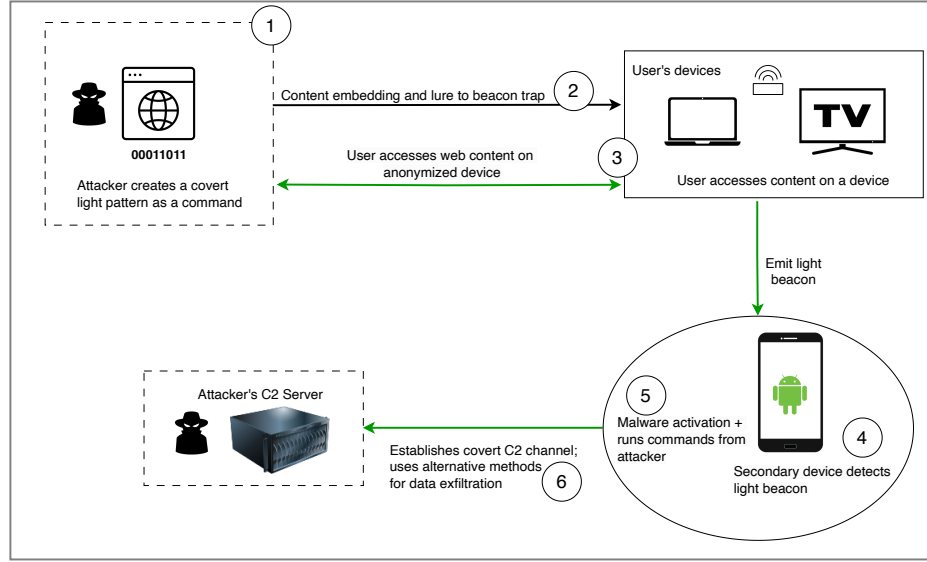 1
00011011
Attacker creates a covert
light pattern as a command
Content embedding and lure to beacon trap
2
User accesses web content on
anonymized device
3
User's devices
TV
User accesses content on a device
Emit light
beacon
5
Malware activation +
runs commands from
attacker
4
Secondary device detects
light beacon
Attacker's C2 Server
Establishes covert C2 channel;
uses alternative methods
for data exfiltration
6